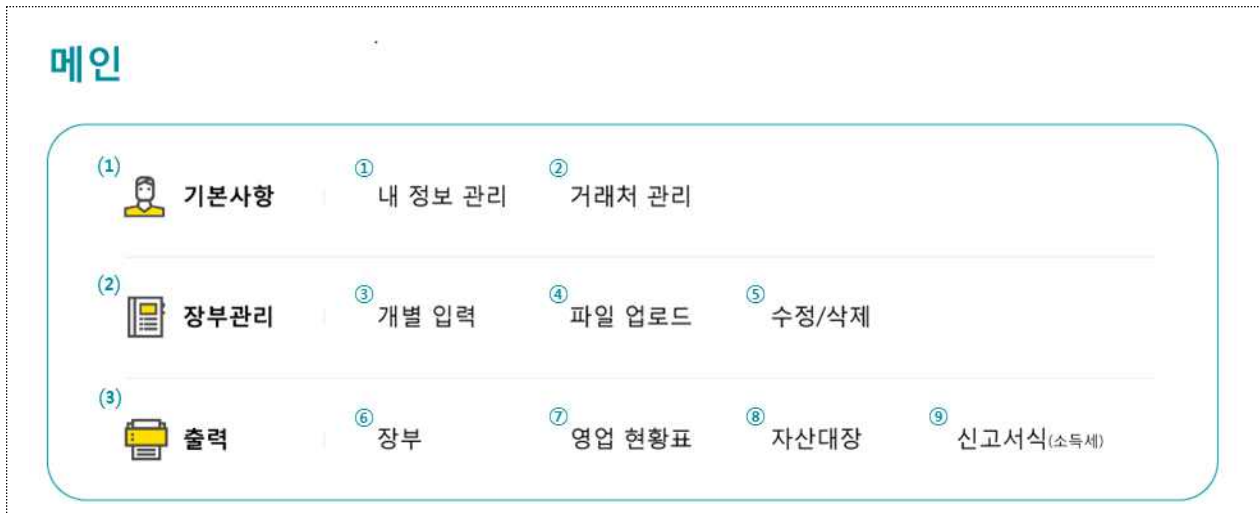 메인
(1) 기본사항 ① 내 정보 관리 ② 거래처 관리
(2) 장부관리 ③ 개별 입력 ④ 파일 업로드 ⑤ 수정/삭제
(3) 출력 ⑥ 장부 ⑦ 영업 현황표 ⑧ 자산대장 ⑨ 신고서식(소득세)